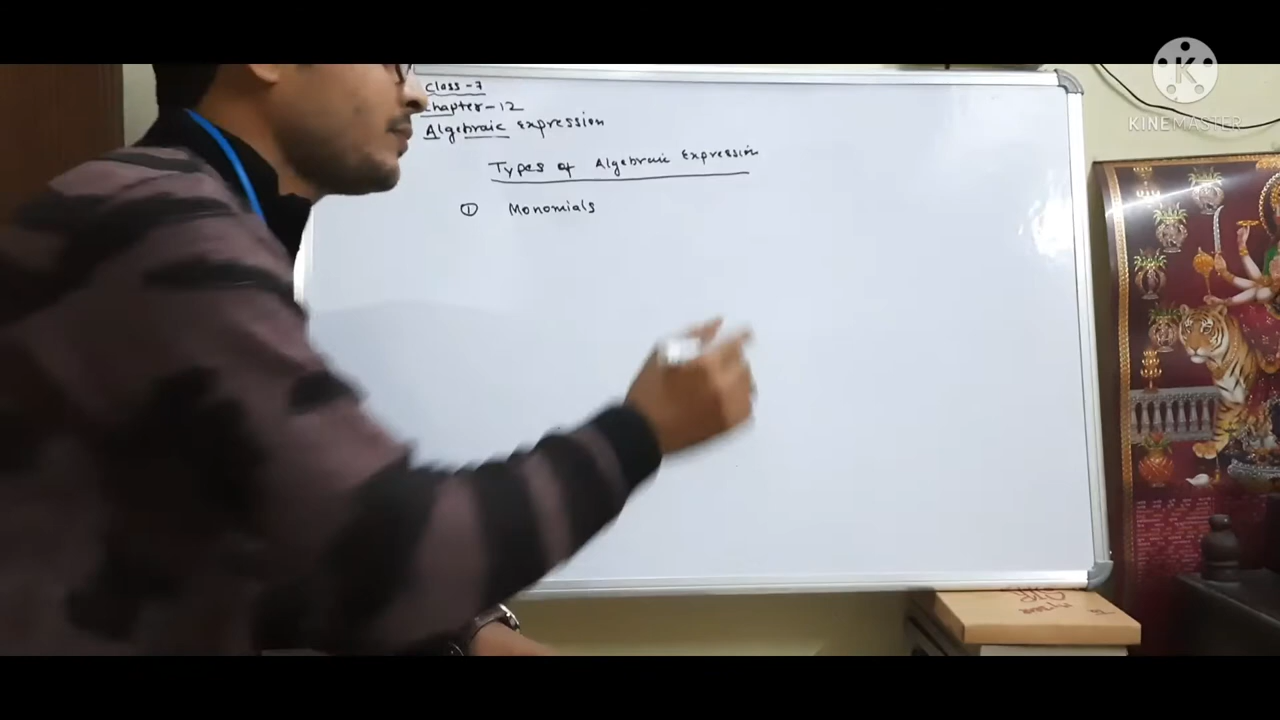 Class-7
Chapter-12
Algebraic Expression
Types of Algebraic Expression
① Monomials
K
KINEMASTER